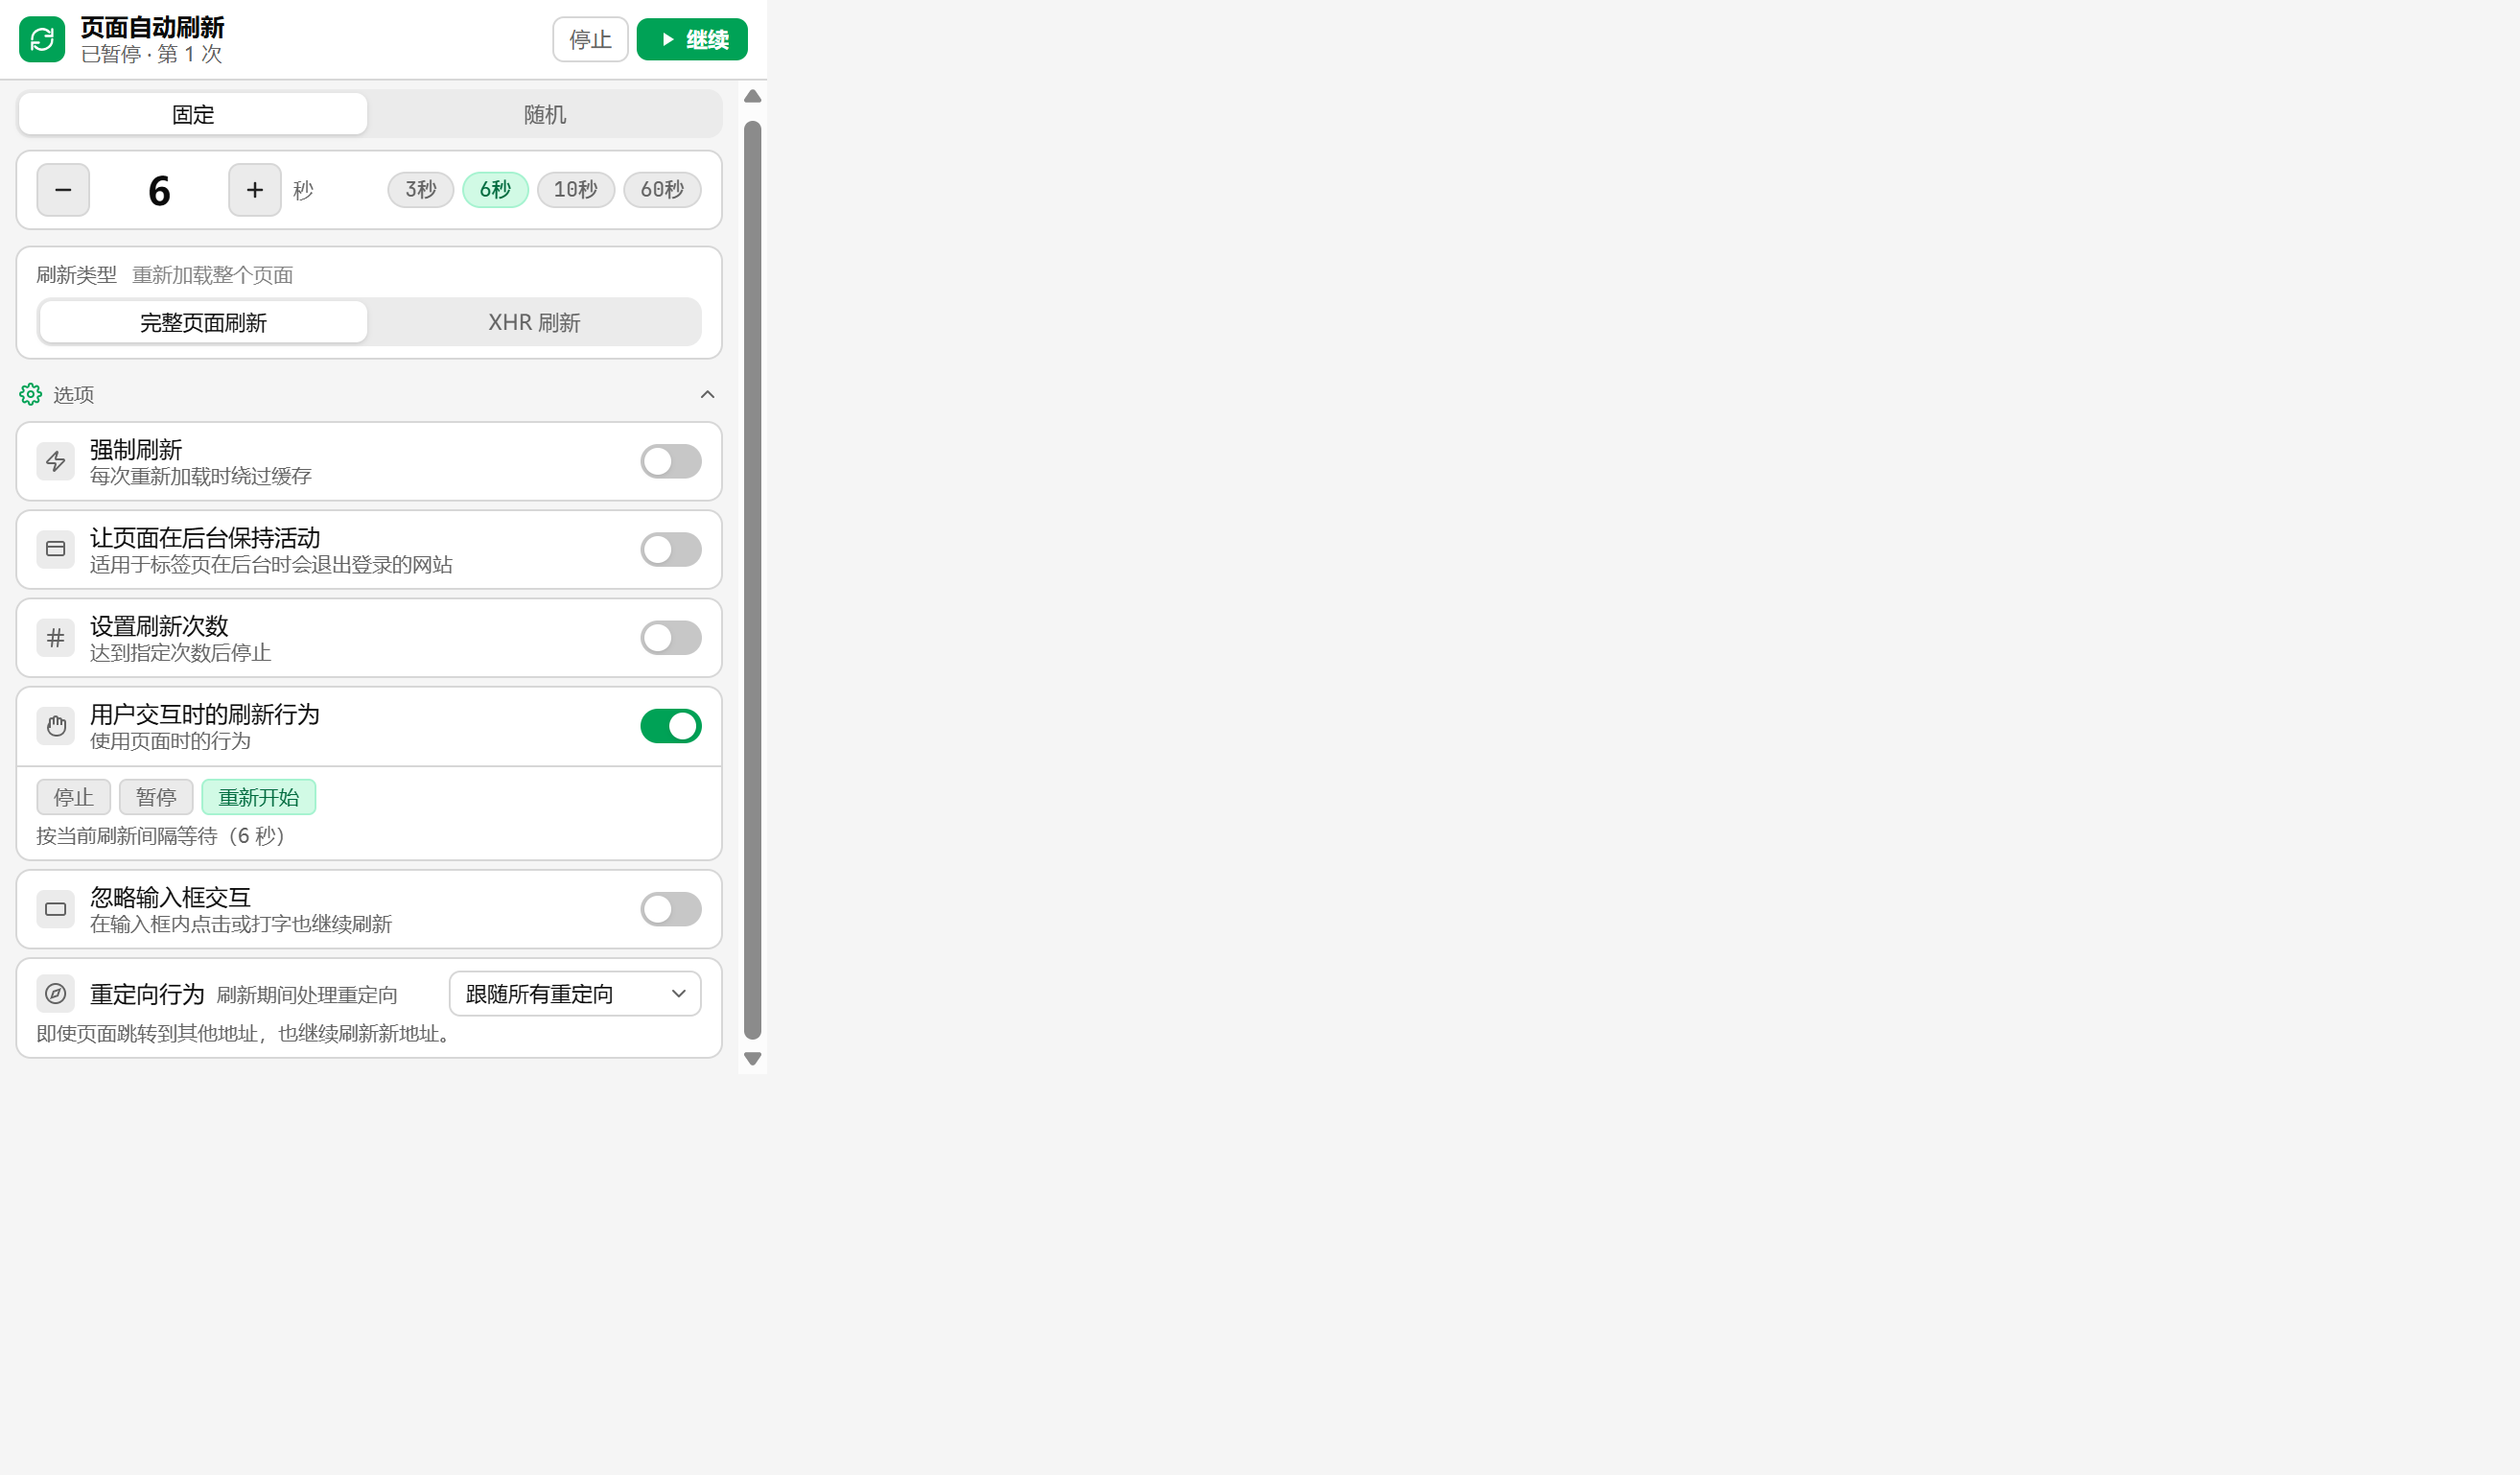 页面自动刷新
已暂停 · 第 1 次
停止
继续
固定
随机
6
秒
3秒
6秒
10秒
60秒
刷新类型 重新加载整个页面
完整页面刷新
XHR 刷新
选项
强制刷新
每次重新加载时绕过缓存
让页面在后台保持活动
适用于标签页在后台时会退出登录的网站
设置刷新次数
达到指定次数后停止
用户交互时的刷新行为
使用页面时的行为
停止
暂停
重新开始
按当前刷新间隔等待（6 秒）
忽略输入框交互
在输入框内点击或打字也继续刷新
重定向行为 刷新期间处理重定向
跟随所有重定向
即使页面跳转到其他地址，也继续刷新新地址。